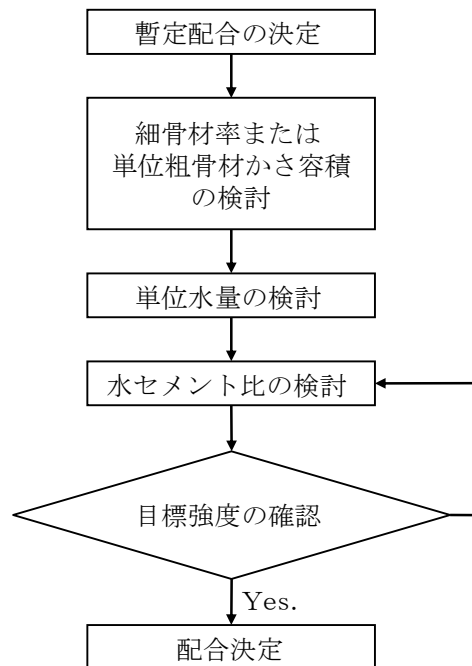 暫定配合の決定
細骨材率または
単位粗骨材かさ容積
の検討
単位水量の検討
水セメント比の検討
目標強度の確認
Yes.
配合決定